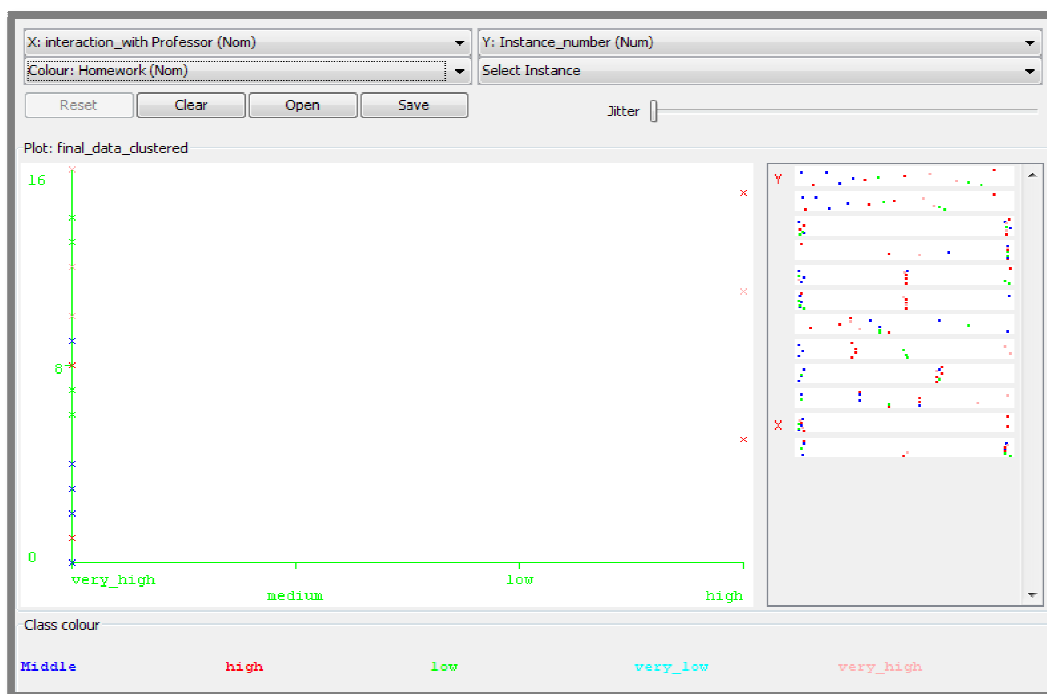 X: interaction_with Professor (Nom)
Y: Instance_number (Num)
Colour: Homework (Nom)
Select Instance
Reset
Clear
Open
Save
Jitter
Plot: final_data_clustered
16
8
0
very_high
medium
low
high
Y
X
Class colour
Middle
high
low
very_low
very_high